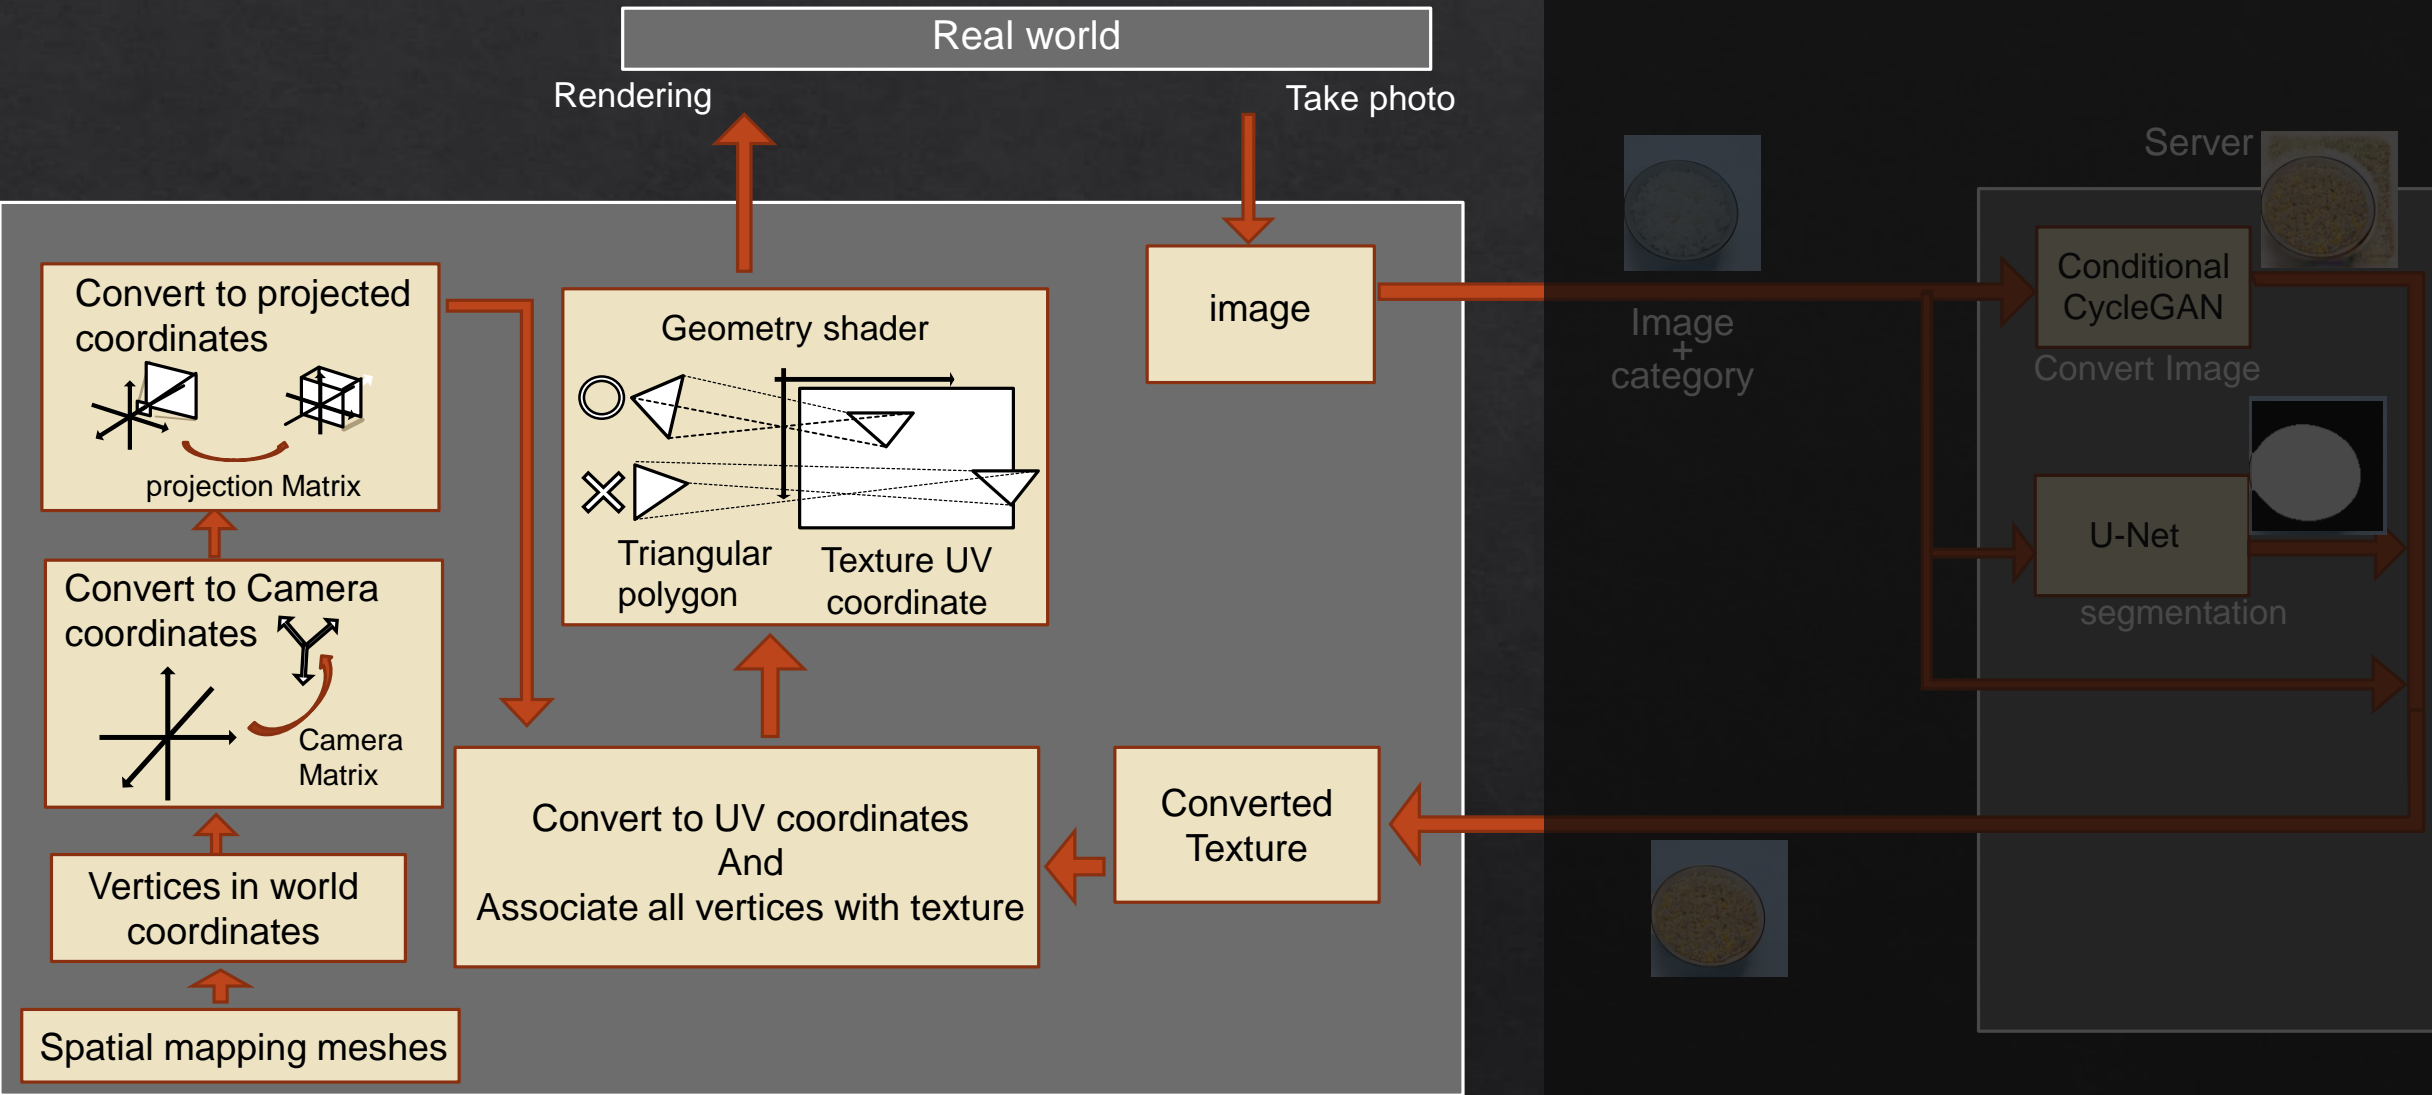 Real world
Rendering
Take photo
Server
Convert to projected
coordinates
projection Matrix
Geometry shader
Triangular
polygon
Texture UV
coordinate
image
Image
+
category
Conditional
CycleGAN
Convert Image
U-Net
segmentation
Convert to Camera
coordinates
Camera
Matrix
Convert to UV coordinates
And
Associate all vertices with texture
Converted
Texture
Vertices in world
coordinates
Spatial mapping meshes